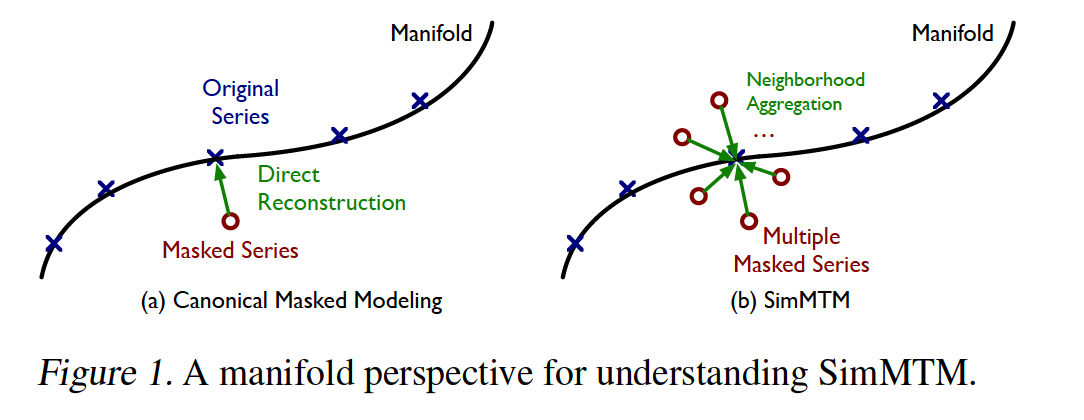 Manifold
Original
Series
Direct
Reconstruction
Masked Series
(a) Canonical Masked Modeling
Manifold
Neighborhood
Aggregation
...
Multiple
Masked Series
(b) SimMTM
Figure 1. A manifold perspective for understanding SimMTM.